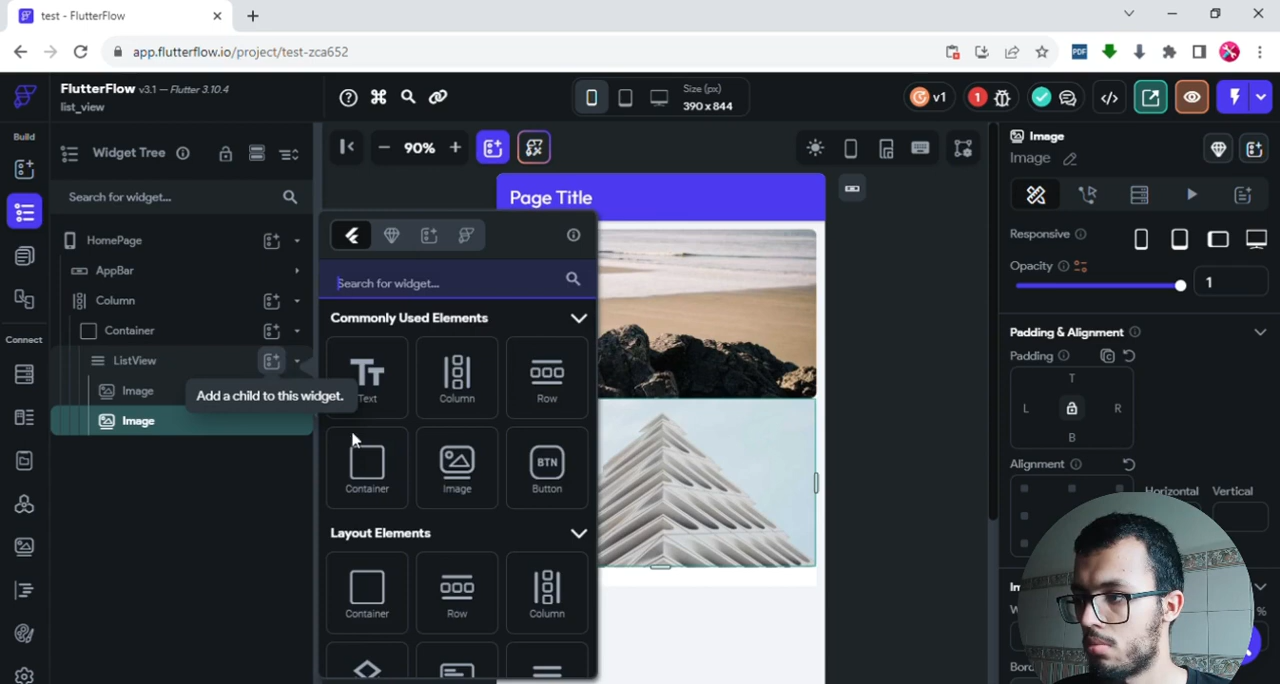 test - FlutterFlow
app.flutterflow.io/project/test-zca652
PDF
FlutterFlow v3.1 – Flutter 3.10.4
list_view
Size (px)
390 x 844
v1
1
Build
Widget Tree
90%
Search for widget...
Page Title
HomePage
AppBar
Column
Container
ListView
Image
Image
Connect
Add a child to this widget.
Search for widget...
Commonly Used Elements
Text
Column
Row
Container
Image
BTN
Button
Layout Elements
Container
Row
Column
Image
Image
Responsive
Opacity
1
Padding & Alignment
Padding
T
L
R
B
Alignment
Horizontal
Vertical
%